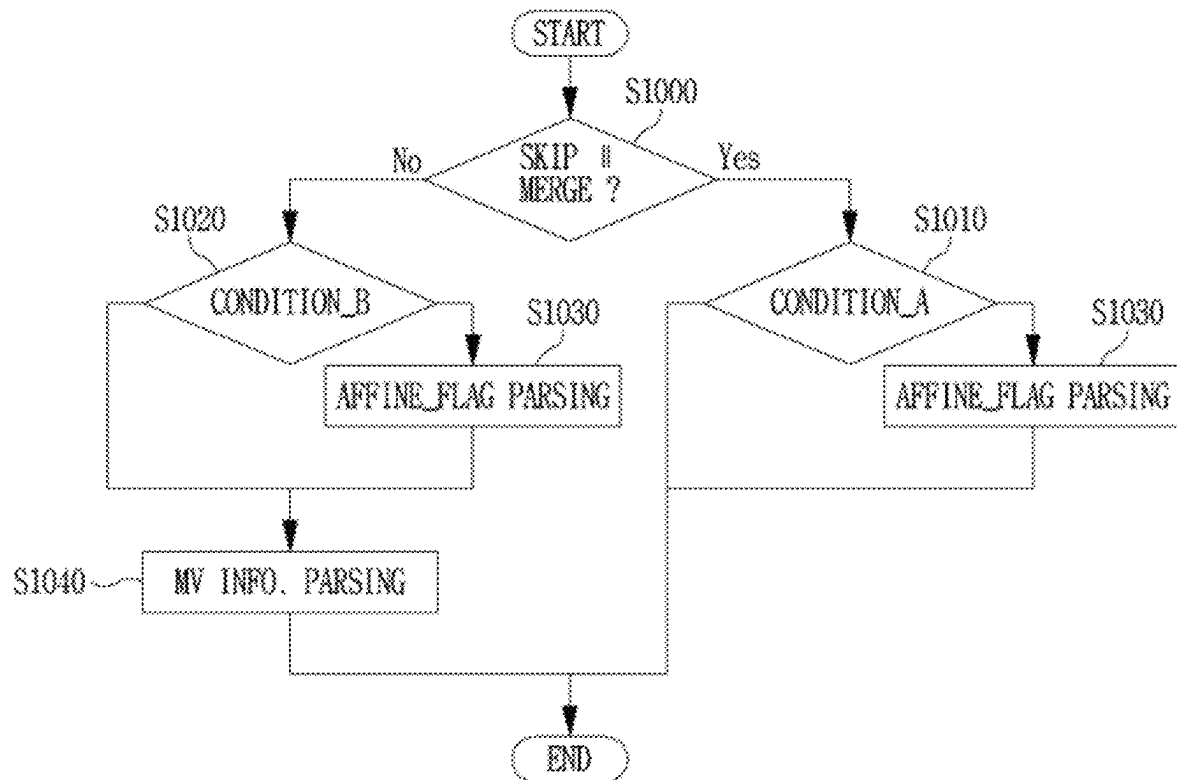 START
S1000
No
SKIP ||
MERGE ?
Yes
S1020
S1010
CONDITION_B
CONDITION_A
S1030
S1030
AFFINE_FLAG PARSING
AFFINE_FLAG PARSING
S1040
MV INFO. PARSING
END